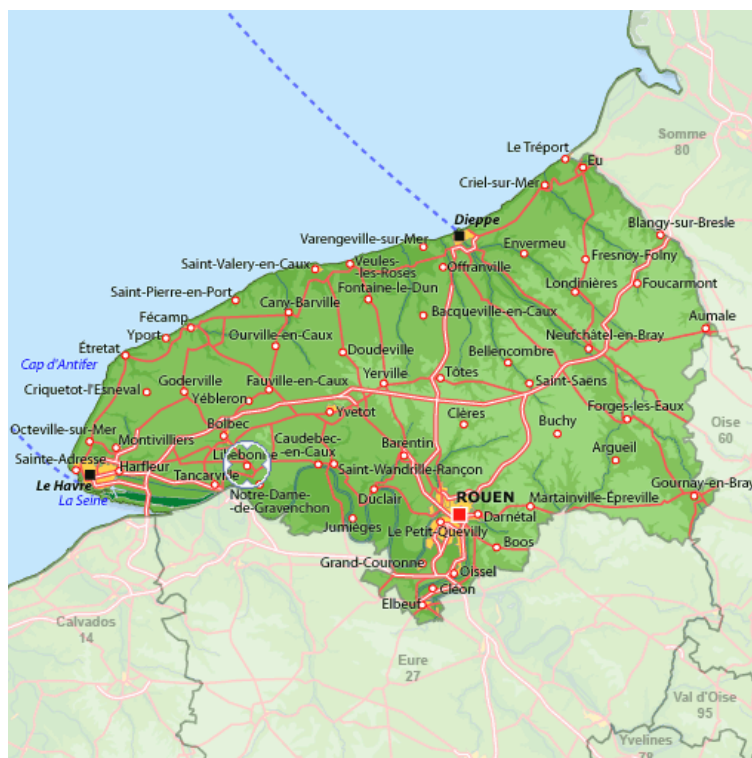 Somme
80
Le Tréport
Eu
Criel-sur-Mer
Dieppe
Blangy-sur-Bresle
Varengeville-sur-Mer
Envermeu
Fresnoy-Folny
Saint-Valery-en-Caux
Veules-
-les-Roses
Offranville
Fontaine-le-Dun
Londinières
Foucarmont
Saint-Pierre-en-Port
Cany-Barville
Bacqueville-en-Caux
Aumale
Fécamp
Yport
Ourville-en-Caux
Neufchâtel-en-Bray
Étretat
Doudeville
Bellencombre
Cap d'Antifer
Criquetot-l'Esneval
Goderville
Fauville-en-Caux
Yerville
Tôtes
Saint-Saëns
Yébleron
Yvetot
Clères
Forges-les-Eaux
Oise
60
Octeville-sur-Mer
Bolbec
Buchy
Montivilliers
Caudebec-
-en-Caux
Barentin
Argueil
Lillebonne
Sainte-Adresse
Harfleur
Saint-Wandrille-Rançon
Tancarville
Le Havre
La Seine
Notre-Dame-
-de-Gravenchon
Duclair
ROUEN
Martainville-Épreville
Gournay-en-Bray
Darnétal
Jumièges
Le Petit-Quevilly
Boos
Grand-Couronne
Oissel
Cléon
Elbeuf
Calvados
14
Eure
27
Val d'Oise
95
Yvelines
78